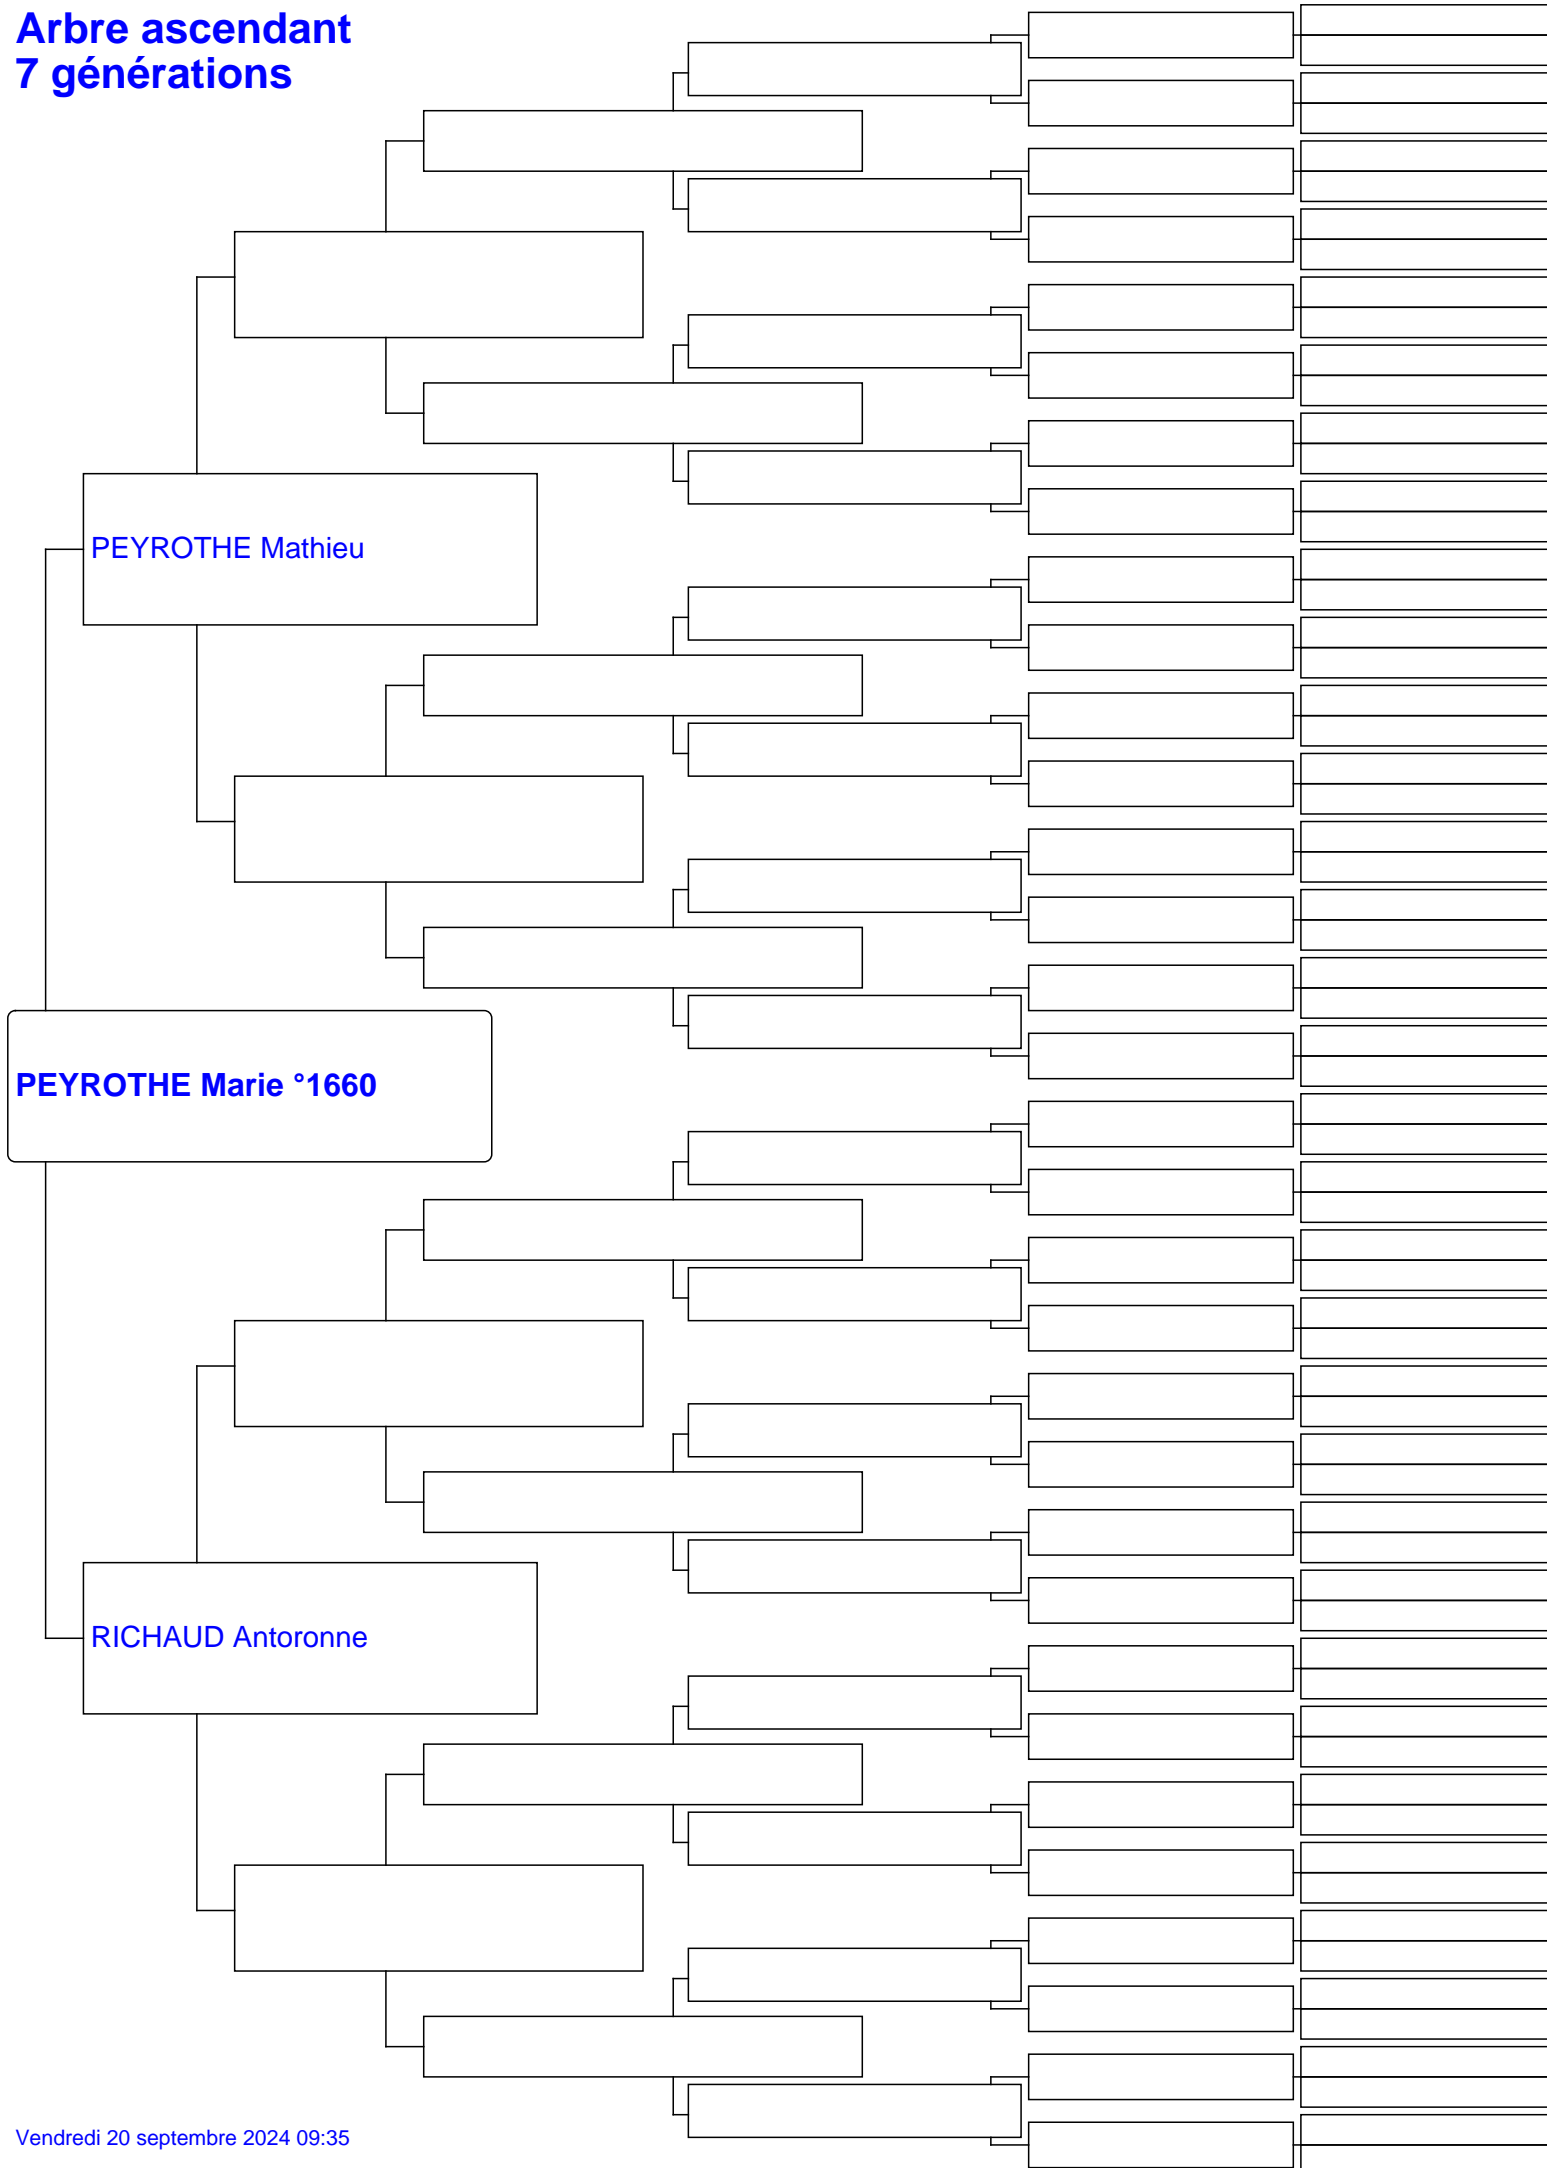 Arbre ascendant
7 générations
PEYROTHE Mathieu
PEYROTHE Marie °1660
RICHAUD Antoronne
Vendredi 20 septembre 2024 09:35